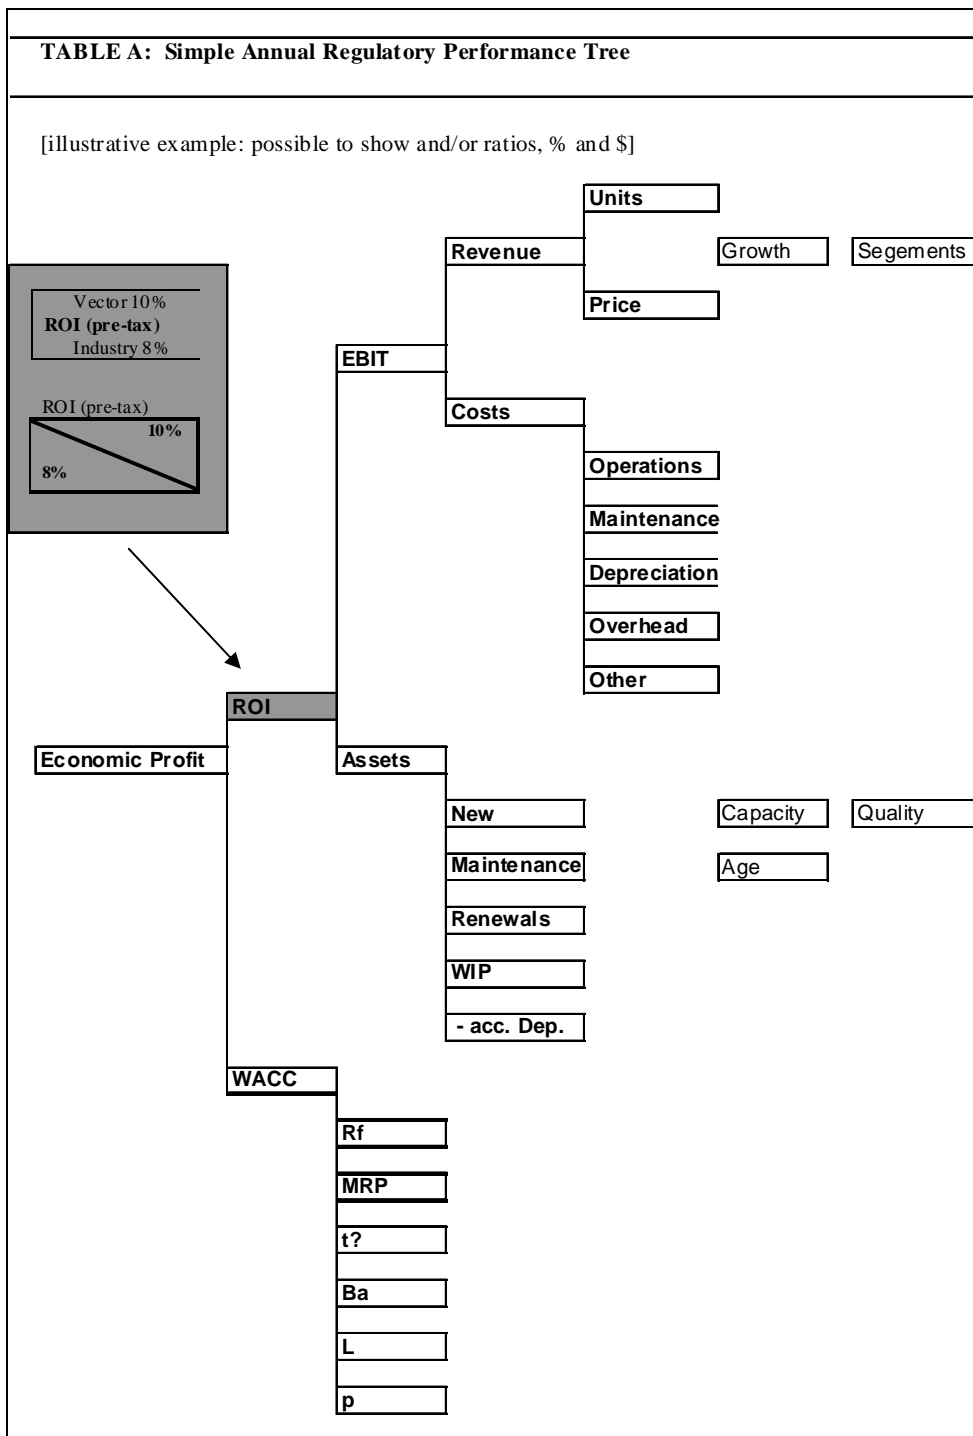 TABLE A: Simple Annual Regulatory Performance Tree
[illustrative example: possible to show and/or ratios, % and $]
Units
Revenue
Growth
Segements
Vector 10%
ROI (pre-tax)
Industry 8%
Price
EBIT
ROI (pre-tax)
10%
8%
Costs
Operations
Maintenance
Depreciation
Overhead
Other
ROI
Economic Profit
Assets
New
Capacity
Quality
Maintenance
Age
Renewals
WIP
- acc. Dep.
WACC
Rf
MRP
t?
Ba
L
p